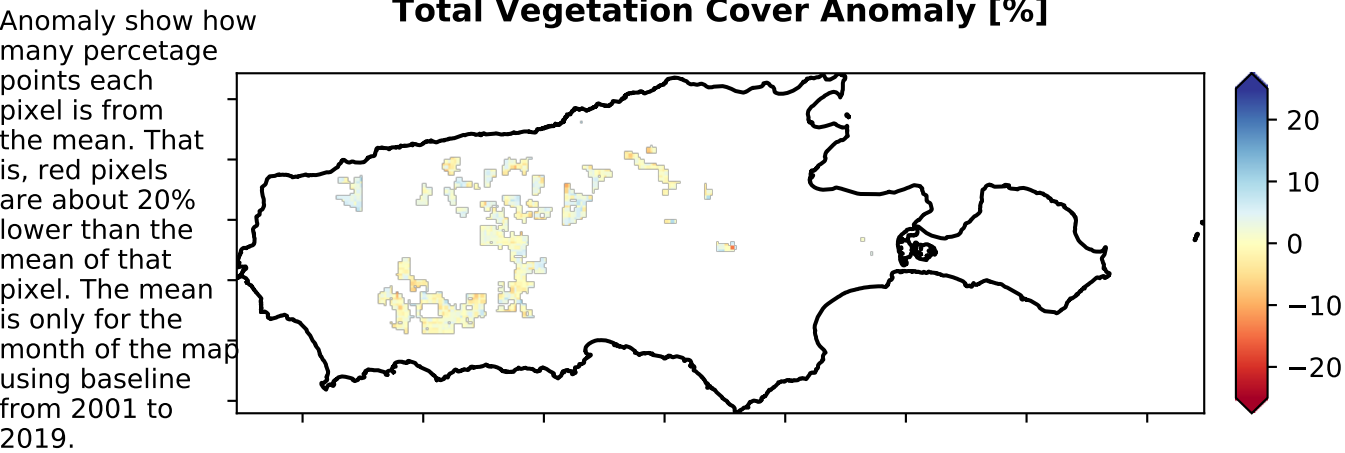 Total Vegetation Cover Anomaly [%]
Anomaly show how
many percetage
points each
pixel is from
the mean. That
is, red pixels
are about 20%
lower than the
mean of that
pixel. The mean
is only for the
month of the map
using baseline
from 2001 to
2019.
20
10
0
−10
−20